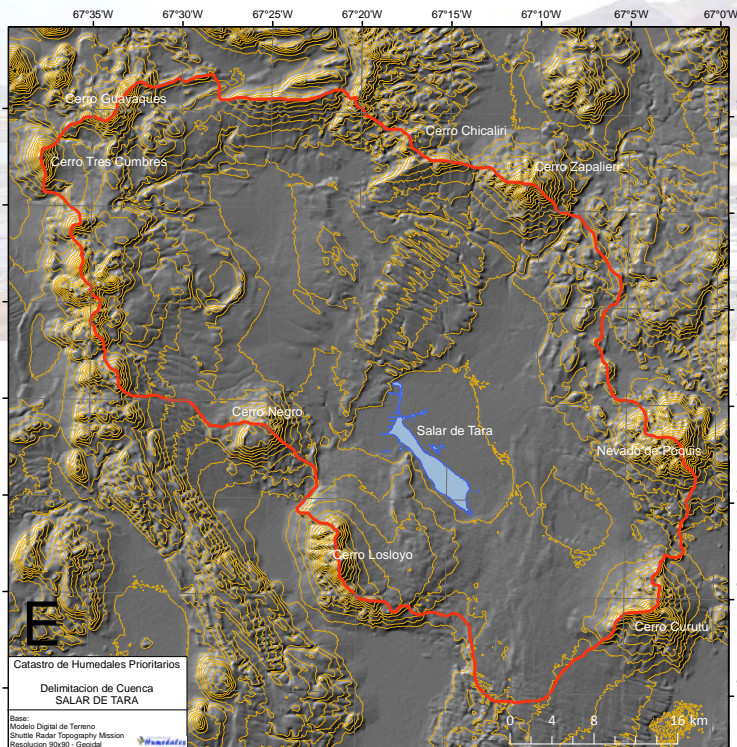 67°35'W 67°30'W 67°25'W 67°20'W 67°15'W 67°10'W 67°5'W 67°0'W
Cerro Guayaques
Cerro Chicaliri
Cerro Tres Cumbres
Cerro Zapalieri
Cerro Negro
Salar de Tara
Nevado de Poquis
Cerro Losloyo
E
Cerro Curutu
Catastro de Humedales Prioritarios
Delimitacion de Cuenca
SALAR DE TARA
Base:
Modelo Digital de Terreno
Shuttle Radar Topography Mission
Resolucion 90x90 - Geoidal
Humedales
0 4 8 16 km